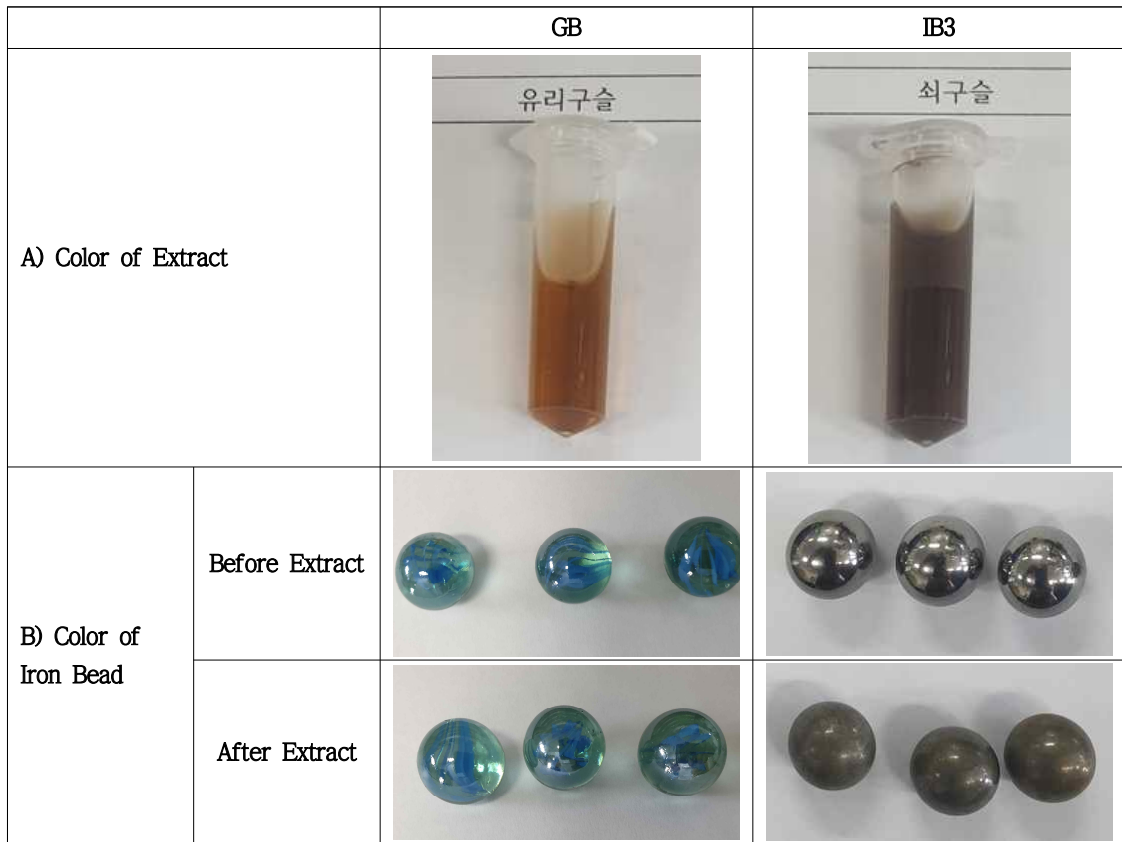 GB
IB3
유리구슬
쇠구슬
A) Color of Extract
Before Extract
B) Color of
Iron Bead
After Extract